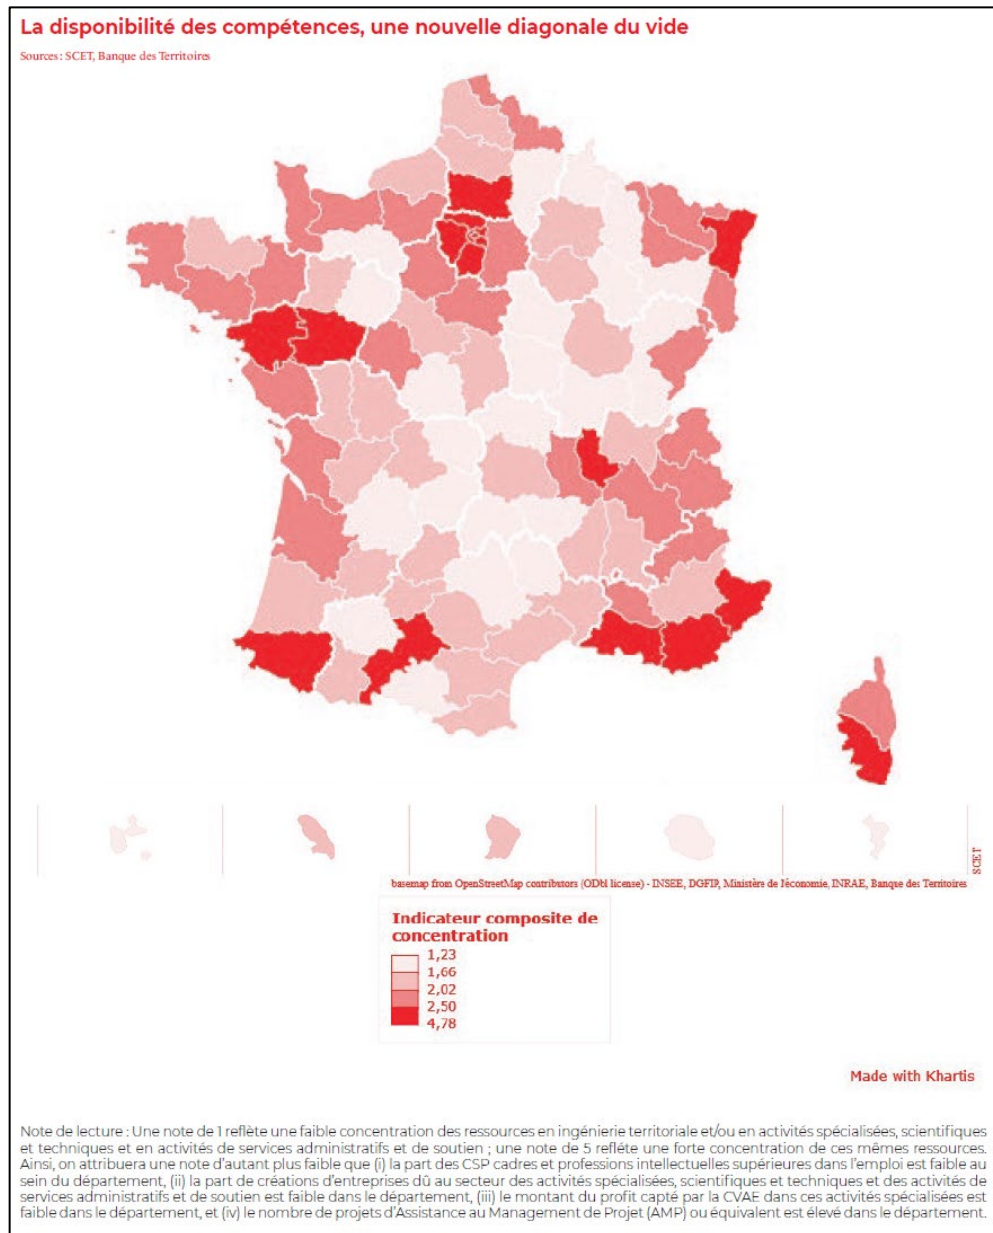 La disponibilité des compétences, une nouvelle diagonale du vide
Sources : SCET, Banque des Territoires
SCET
basemap from OpenStreetMap contributors (ODbl license) - INSEE, DGFIP, Ministère de l'économie, INRAE, Banque des Territoires
Indicateur composite de
concentration
1,23
1,66
2,02
2,50
4,78
Made with Khartis
Note de lecture : Une note de 1 reflète une faible concentration des ressources en ingénierie territoriale et/ou en activités spécialisées, scientifiques
et techniques et en activités de services administratifs et de soutien ; une note de 5 refléte une forte concentration de ces mêmes ressources.
Ainsi, on attribuera une note d'autant plus faible que (i) la part des CSP cadres et professions intellectuelles supérieures dans l'emploi est faible au
sein du département, (ii) la part de créations d'entreprises dû au secteur des activités spécialisées, scientifiques et techniques et des activités de
services administratifs et de soutien est faible dans le département, (iii) le montant du profit capté par la CVAE dans ces activités spécialisées est
faible dans le département, et (iv) le nombre de projets d'Assistance au Management de Projet (AMP) ou équivalent est élevé dans le département.